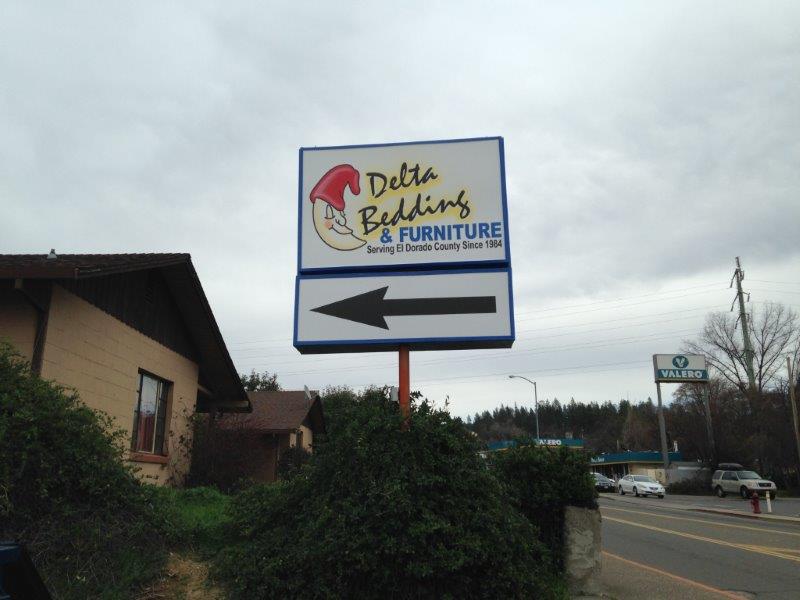 Delta
Bedding
& FURNITURE
Serving El Dorado County Since 1984
VALERO